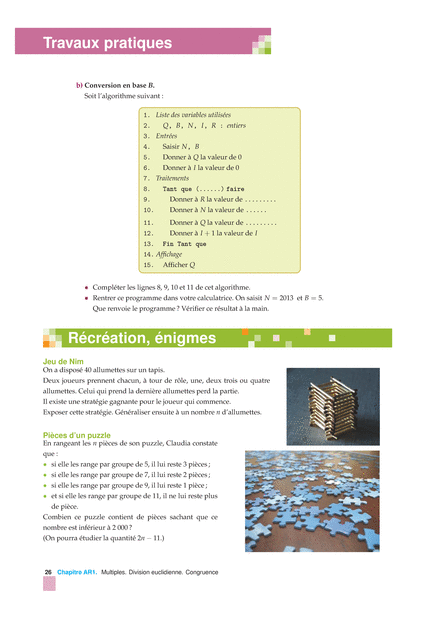 Travaux pratiques
b) Conversion en base B.
Soit l'algorithme suivant :
1. Liste des variables utilisées
2. Q, B, N, I, R : entiers
3. Entrées
4. Saisir N, B
5. Donner à Q la valeur de 0
6. Donner à I la valeur de 0
7. Traitements
8. Tant que (......) faire
9. Donner à R la valeur de .........
10. Donner à N la valeur de ......
11. Donner à Q la valeur de .........
12. Donner à I + 1 la valeur de I
13. Fin Tant que
14. Affichage
15. Afficher Q
• Compléter les lignes 8, 9, 10 et 11 de cet algorithme.
• Rentrer ce programme dans votre calculatrice. On saisit N = 2013 et B = 5.
Que renvoie le programme ? Vérifier ce résultat à la main.
Récréation, énigmes
Jeu de Nim
On a disposé 40 allumettes sur un tapis.
Deux joueurs prennent chacun, à tour de rôle, une, deux trois ou quatre
allumettes. Celui qui prend la dernière allumettes perd la partie.
Il existe une stratégie gagnante pour le joueur qui commence.
Exposer cette stratégie. Généraliser ensuite à un nombre n d'allumettes.
Pièces d'un puzzle
En rangeant les n pièces de son puzzle, Claudia constate
que :
• si elle les range par groupe de 5, il lui reste 3 pièces ;
• si elle les range par groupe de 7, il lui reste 2 pièces ;
• si elle les range par groupe de 9, il lui reste 1 pièce ;
• et si elle les range par groupe de 11, il ne lui reste plus
de pièce.
Combien ce puzzle contient de pièces sachant que ce
nombre est inférieur à 2 000 ?
(On pourra étudier la quantité 2n − 11.)
26 Chapitre AR1. Multiples. Division euclidienne. Congruence